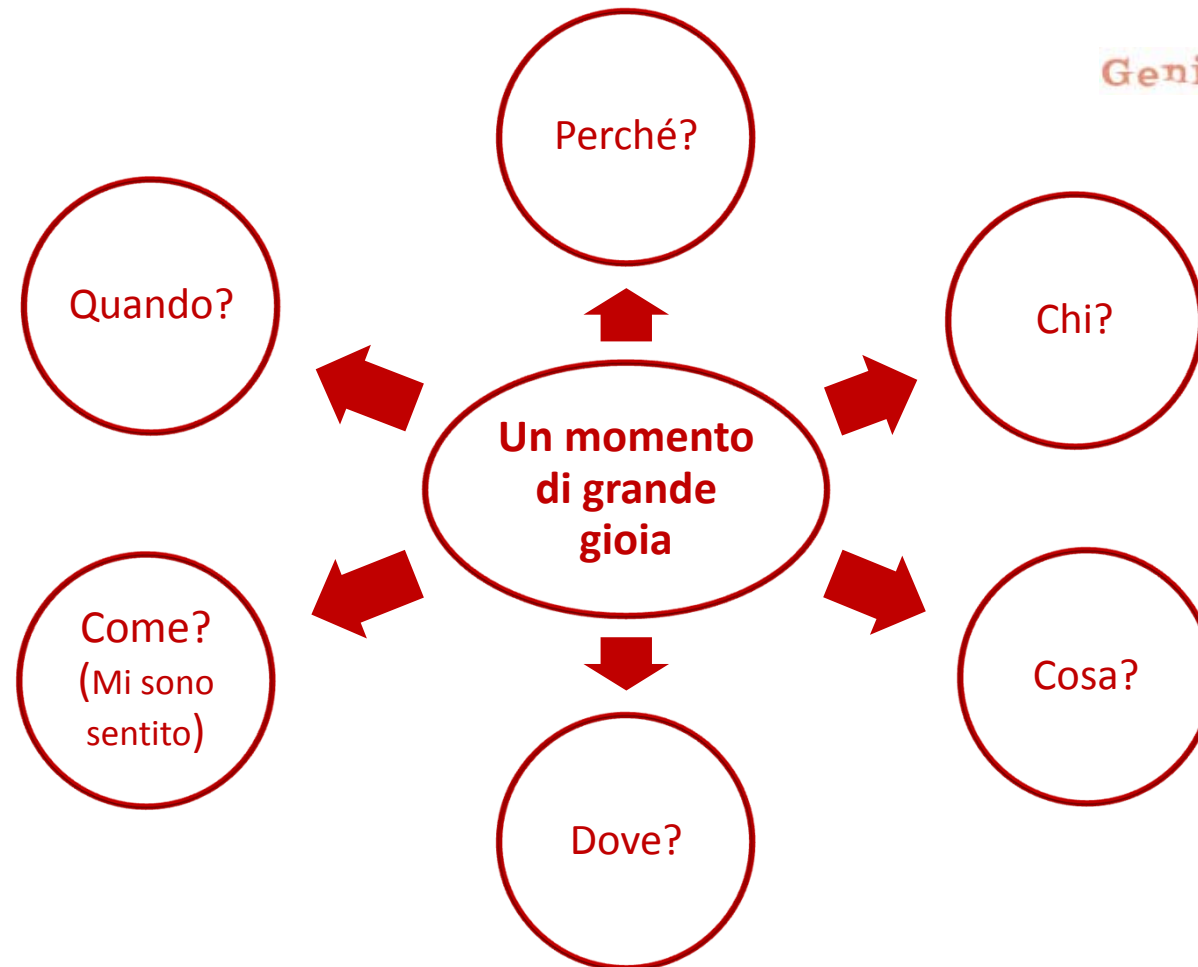 Perché?
Quando?
Chi?
Un momento
di grande
gioia
Come?
(Mi sono
sentito)
Cosa?
Dove?